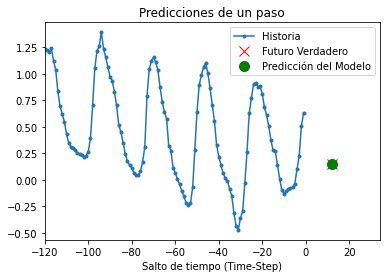 Predicciones de un paso
Historia
Futuro Verdadero
Predicción del Modelo
1.25
1.00
0.75
0.50
0.25
0.00
−0.25
−0.50
−120 −100 −80 −60 −40 −20 0 20
Salto de tiempo (Time-Step)